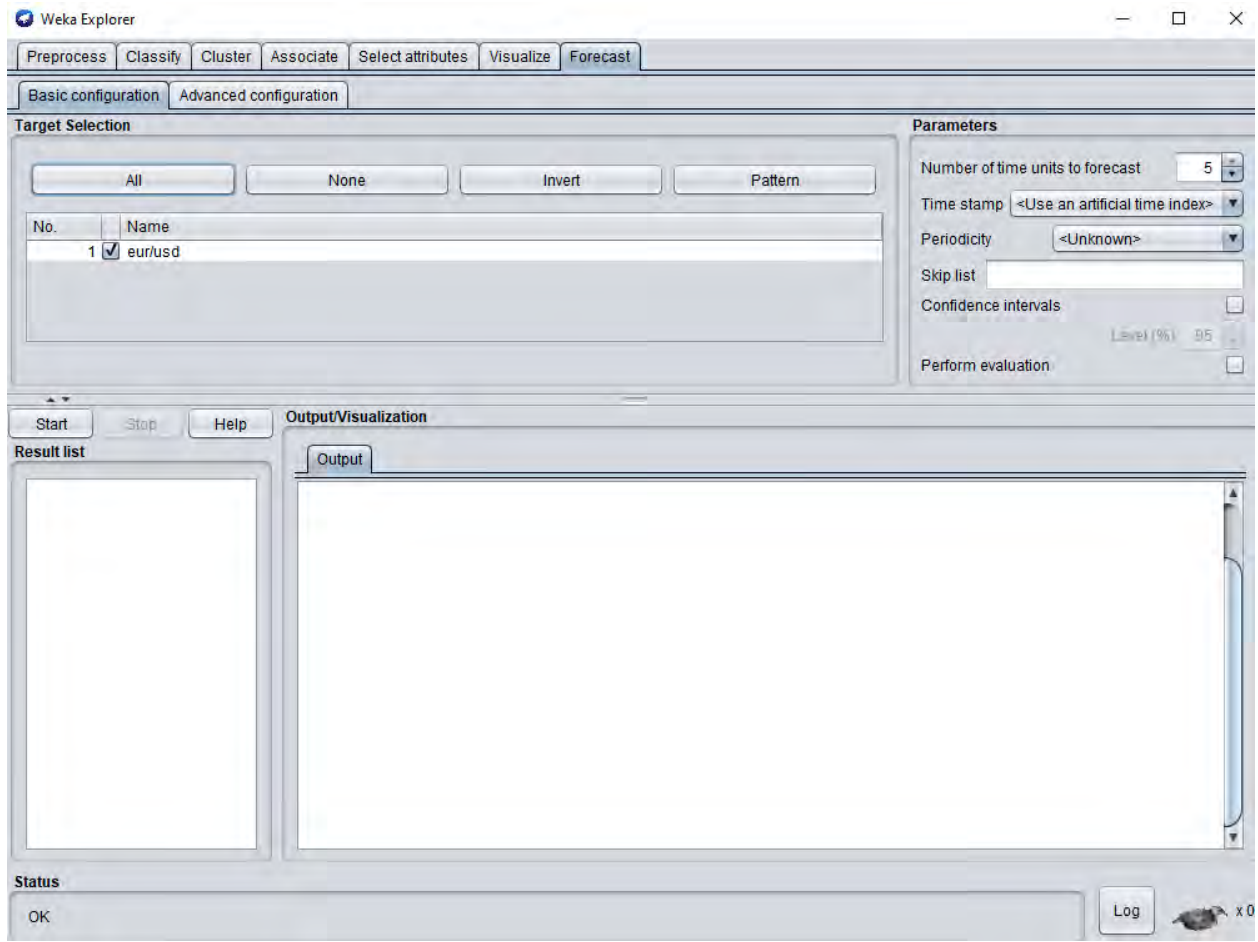 Weka Explorer
Preprocess Classify Cluster Associate Select attributes Visualize Forecast
Basic configuration Advanced configuration
Target Selection
All None Invert Pattern
No. Name
1 eur/usd
Parameters
Number of time units to forecast 5
Time stamp <Use an artificial time index>
Periodicity <Unknown>
Skip list
Confidence intervals
Level (%) 95
Perform evaluation
Start Stop Help
Result list
Output/Visualization
Output
Status
OK
Log x 0